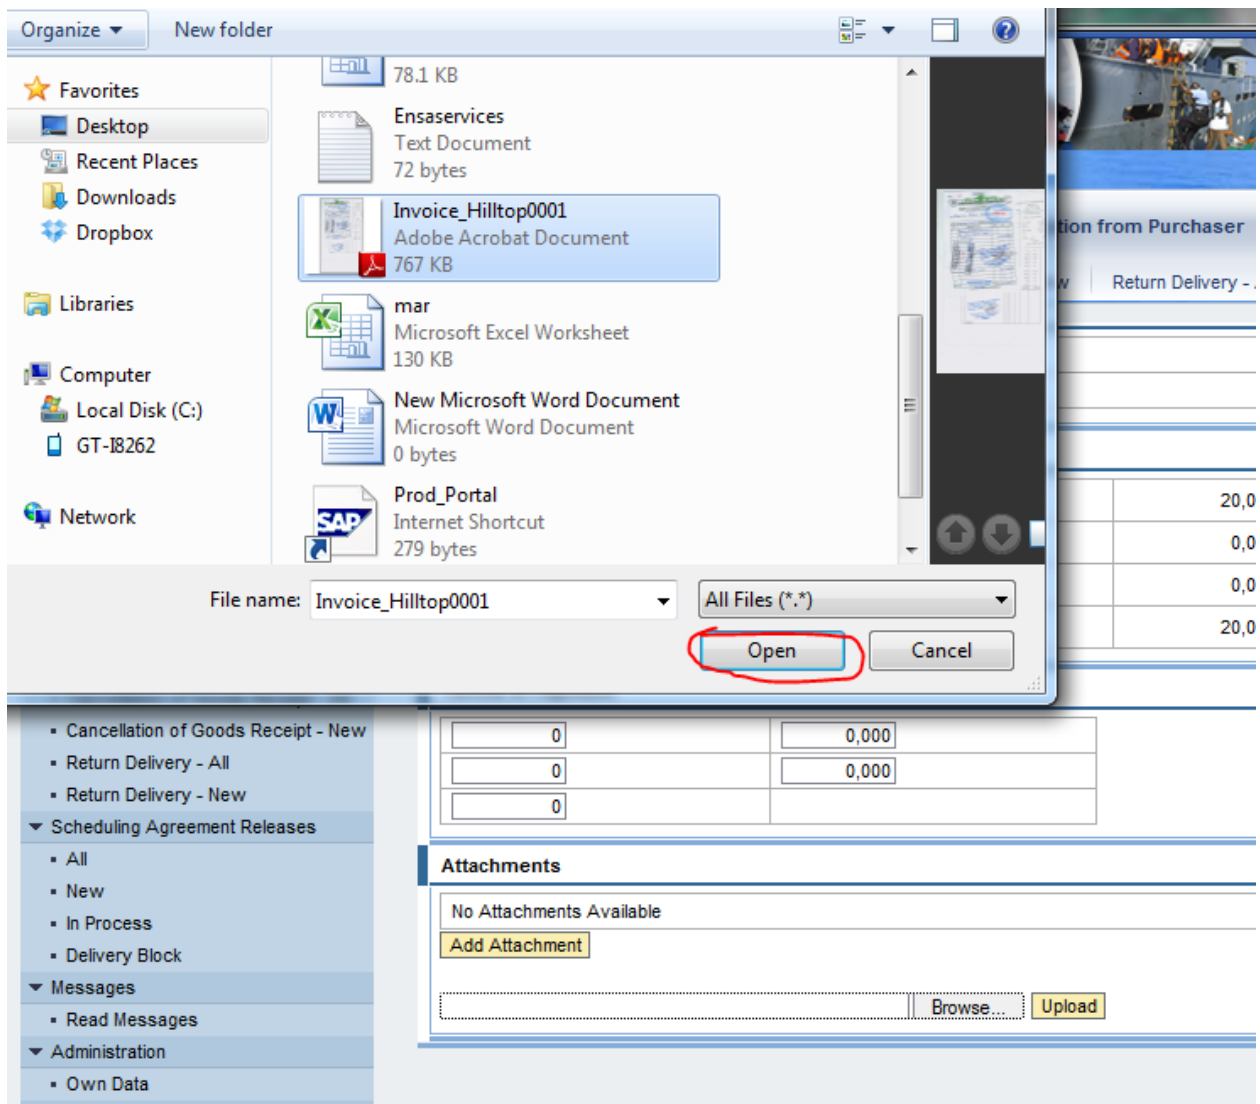 Organize
New folder
Favorites
Desktop
Recent Places
Downloads
Dropbox
Libraries
Computer
Local Disk (C:)
GT-I8262
Network
78.1 KB
Ensaservices
Text Document
72 bytes
Invoice_Hilltop0001
Adobe Acrobat Document
767 KB
mar
Microsoft Excel Worksheet
130 KB
New Microsoft Word Document
Microsoft Word Document
0 bytes
Prod_Portal
SAP
Internet Shortcut
279 bytes
File name: Invoice_Hilltop0001
All Files (*.*)
Open
Cancel
from Purchaser
Return Delivery -
20,0
0,0
0,0
20,0
Cancellation of Goods Receipt - New
Return Delivery - All
Return Delivery - New
Scheduling Agreement Releases
All
New
In Process
Delivery Block
Messages
Read Messages
Administration
Own Data
0 0,000
0 0,000
0
Attachments
No Attachments Available
Add Attachment
Browse... Upload